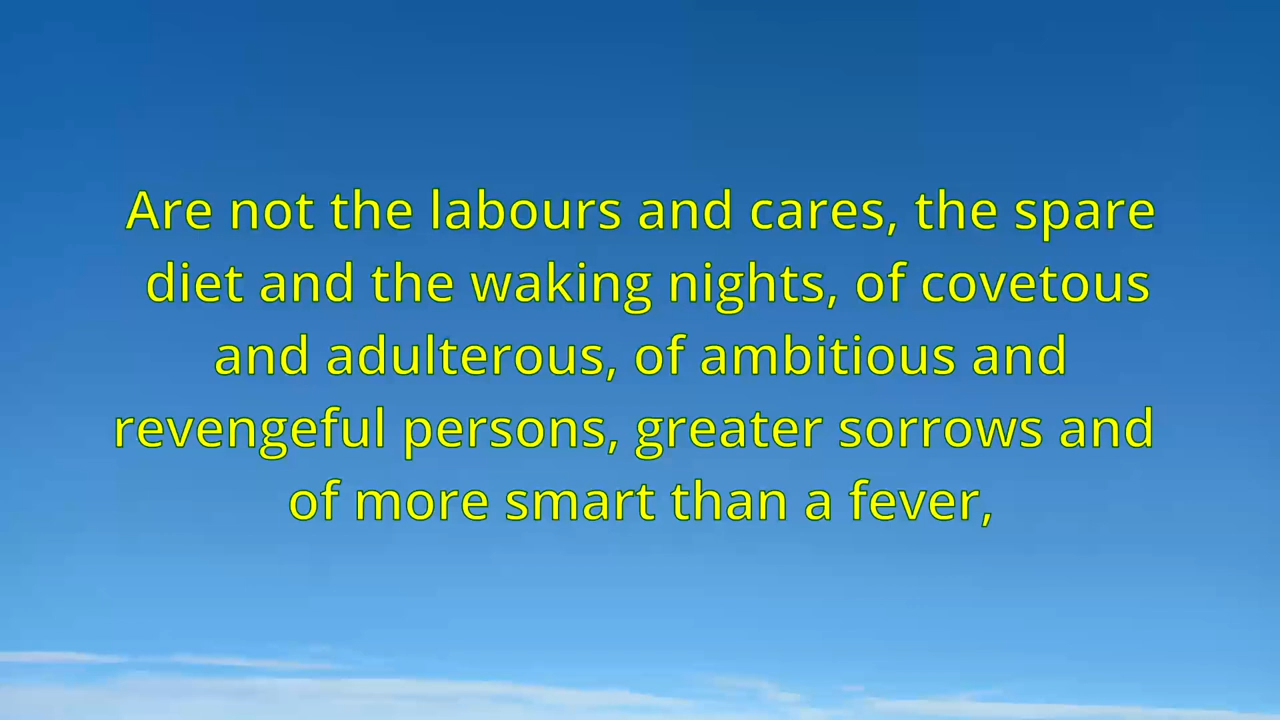 Are not the labours and cares, the spare
diet and the waking nights, of covetous
and adulterous, of ambitious and
revengeful persons, greater sorrows and
of more smart than a fever,